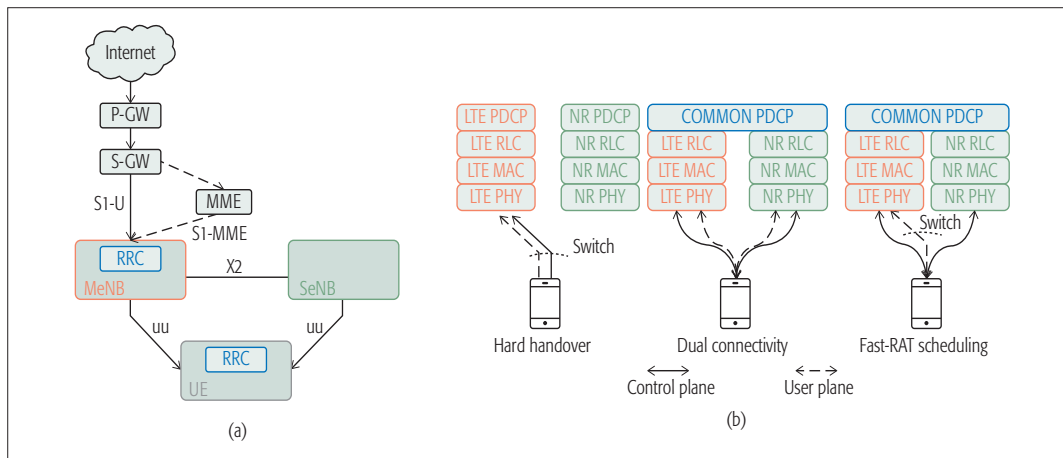 Internet
P-GW
S-GW
S1-U
MME
S1-MME
RRC
MeNB
X2
SeNB
uu
uu
RRC
UE
(a)
LTE PDCP
LTE RLC
LTE MAC
LTE PHY
NR PDCP
NR RLC
NR MAC
NR PHY
Switch
Hard handover
COMMON PDCP
LTE RLC
NR RLC
LTE MAC
NR MAC
LTE PHY
NR PHY
Dual connectivity
COMMON PDCP
LTE RLC
NR RLC
LTE MAC
NR MAC
LTE PHY
NR PHY
Switch
Fast-RAT scheduling
Control plane
User plane
(b)